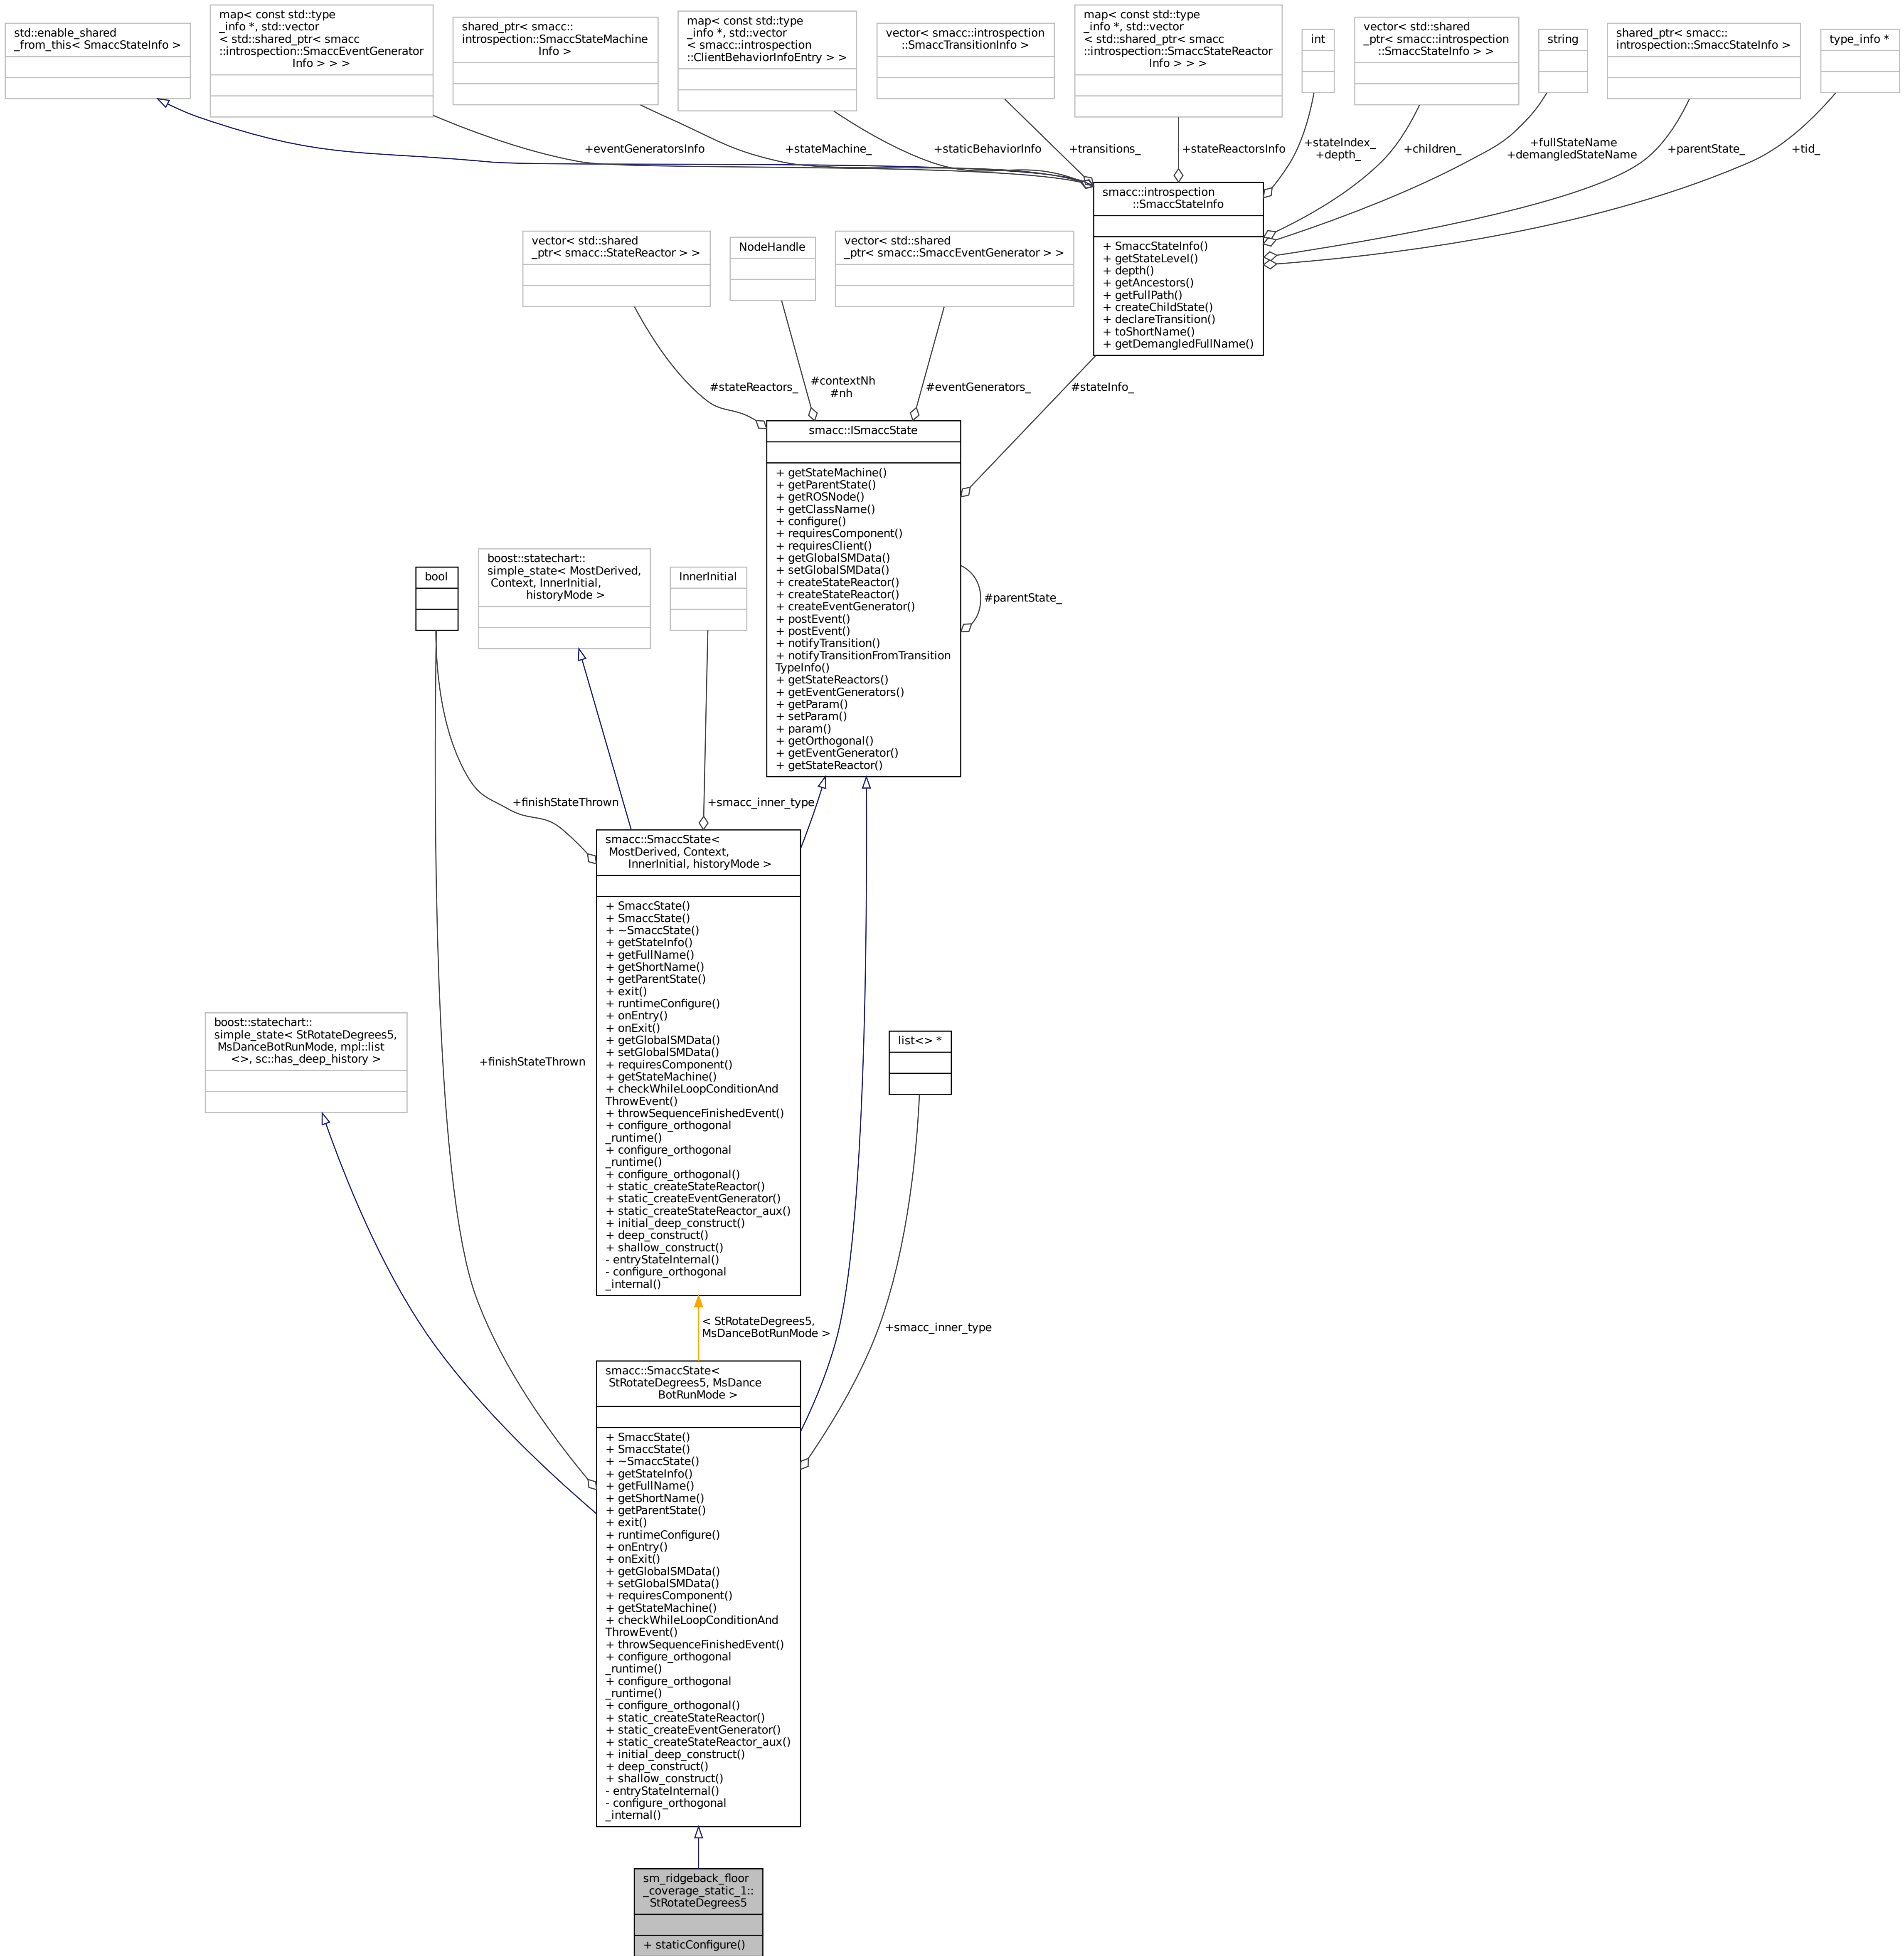 std::enable_shared
_from_this< SmaccStateInfo >
map< const std::type
_info *, std::vector
< std::shared_ptr< smacc
::introspection::SmaccEventGenerator
Info > > >
shared_ptr< smacc::
introspection::SmaccStateMachine
Info >
map< const std::type
_info *, std::vector
< smacc::introspection
::ClientBehaviorInfoEntry > >
vector< smacc::introspection
::SmaccTransitionInfo >
map< const std::type
_info *, std::vector
< std::shared_ptr< smacc
::introspection::SmaccStateReactor
Info > > >
int
vector< std::shared
_ptr< smacc::introspection
::SmaccStateInfo > >
string
shared_ptr< smacc::
introspection::SmaccStateInfo >
type_info *
+eventGeneratorsInfo
+stateMachine_
+staticBehaviorInfo
+transitions_
+stateReactorsInfo
+stateIndex_
+depth_
+children_
+fullStateName
+demangledStateName
+parentState_
+tid_
smacc::introspection
::SmaccStateInfo
+ SmaccStateInfo()
+ getStateLevel()
+ depth()
+ getAncestors()
+ getFullPath()
+ createChildState()
+ declareTransition()
+ toShortName()
+ getDemangledFullName()
vector< std::shared
_ptr< smacc::StateReactor > >
NodeHandle
vector< std::shared
_ptr< smacc::SmaccEventGenerator > >
#stateReactors_
#contextNh
#nh
#eventGenerators_
#stateInfo_
smacc::ISmaccState
+ getStateMachine()
+ getParentState()
+ getROSNode()
+ getClassName()
+ configure()
+ requiresComponent()
+ requiresClient()
+ getGlobalSMData()
+ setGlobalSMData()
+ createStateReactor()
+ createStateReactor()
+ createEventGenerator()
+ postEvent()
+ postEvent()
+ notifyTransition()
+ notifyTransitionFromTransition
TypeInfo()
+ getStateReactors()
+ getEventGenerators()
+ getParam()
+ setParam()
+ param()
+ getOrthogonal()
+ getEventGenerator()
+ getStateReactor()
#parentState_
bool
boost::statechart::
simple_state< MostDerived,
Context, InnerInitial,
historyMode >
InnerInitial
+finishStateThrown
+smacc_inner_type
smacc::SmaccState<
MostDerived, Context,
InnerInitial, historyMode >
+ SmaccState()
+ SmaccState()
+ ~SmaccState()
+ getStateInfo()
+ getFullName()
+ getShortName()
+ getParentState()
+ exit()
+ runtimeConfigure()
+ onEntry()
+ onExit()
+ getGlobalSMData()
+ setGlobalSMData()
+ requiresComponent()
+ getStateMachine()
+ checkWhileLoopConditionAnd
ThrowEvent()
+ throwSequenceFinishedEvent()
+ configure_orthogonal
_runtime()
+ configure_orthogonal
_runtime()
+ configure_orthogonal()
+ static_createStateReactor()
+ static_createEventGenerator()
+ static_createStateReactor_aux()
+ initial_deep_construct()
+ deep_construct()
+ shallow_construct()
- entryStateInternal()
- configure_orthogonal
_internal()
boost::statechart::
simple_state< StRotateDegrees5,
MsDanceBotRunMode, mpl::list
<>, sc::has_deep_history >
+finishStateThrown
list<> *
< StRotateDegrees5,
MsDanceBotRunMode >
+smacc_inner_type
smacc::SmaccState<
StRotateDegrees5, MsDance
BotRunMode >
+ SmaccState()
+ SmaccState()
+ ~SmaccState()
+ getStateInfo()
+ getFullName()
+ getShortName()
+ getParentState()
+ exit()
+ runtimeConfigure()
+ onEntry()
+ onExit()
+ getGlobalSMData()
+ setGlobalSMData()
+ requiresComponent()
+ getStateMachine()
+ checkWhileLoopConditionAnd
ThrowEvent()
+ throwSequenceFinishedEvent()
+ configure_orthogonal
_runtime()
+ configure_orthogonal
_runtime()
+ configure_orthogonal()
+ static_createStateReactor()
+ static_createEventGenerator()
+ static_createStateReactor_aux()
+ initial_deep_construct()
+ deep_construct()
+ shallow_construct()
- entryStateInternal()
- configure_orthogonal
_internal()
sm_ridgeback_floor
_coverage_static_1::
StRotateDegrees5
+ staticConfigure()